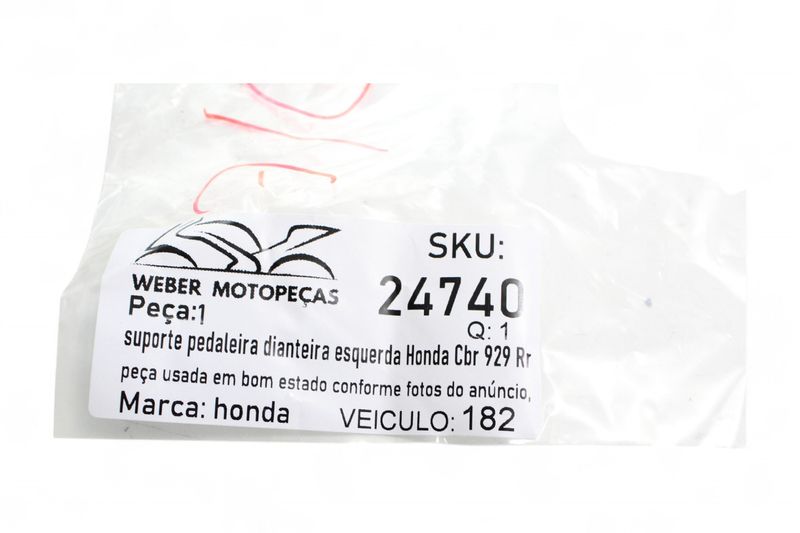 WEBER MOTOPEÇAS
SKU:
24740
Peça:1
Q: 1
suporte pedaleira dianteira esquerda Honda Cbr 929 Rr
peça usada em bom estado conforme fotos do anúncio,
Marca: honda
VEICULO: 182